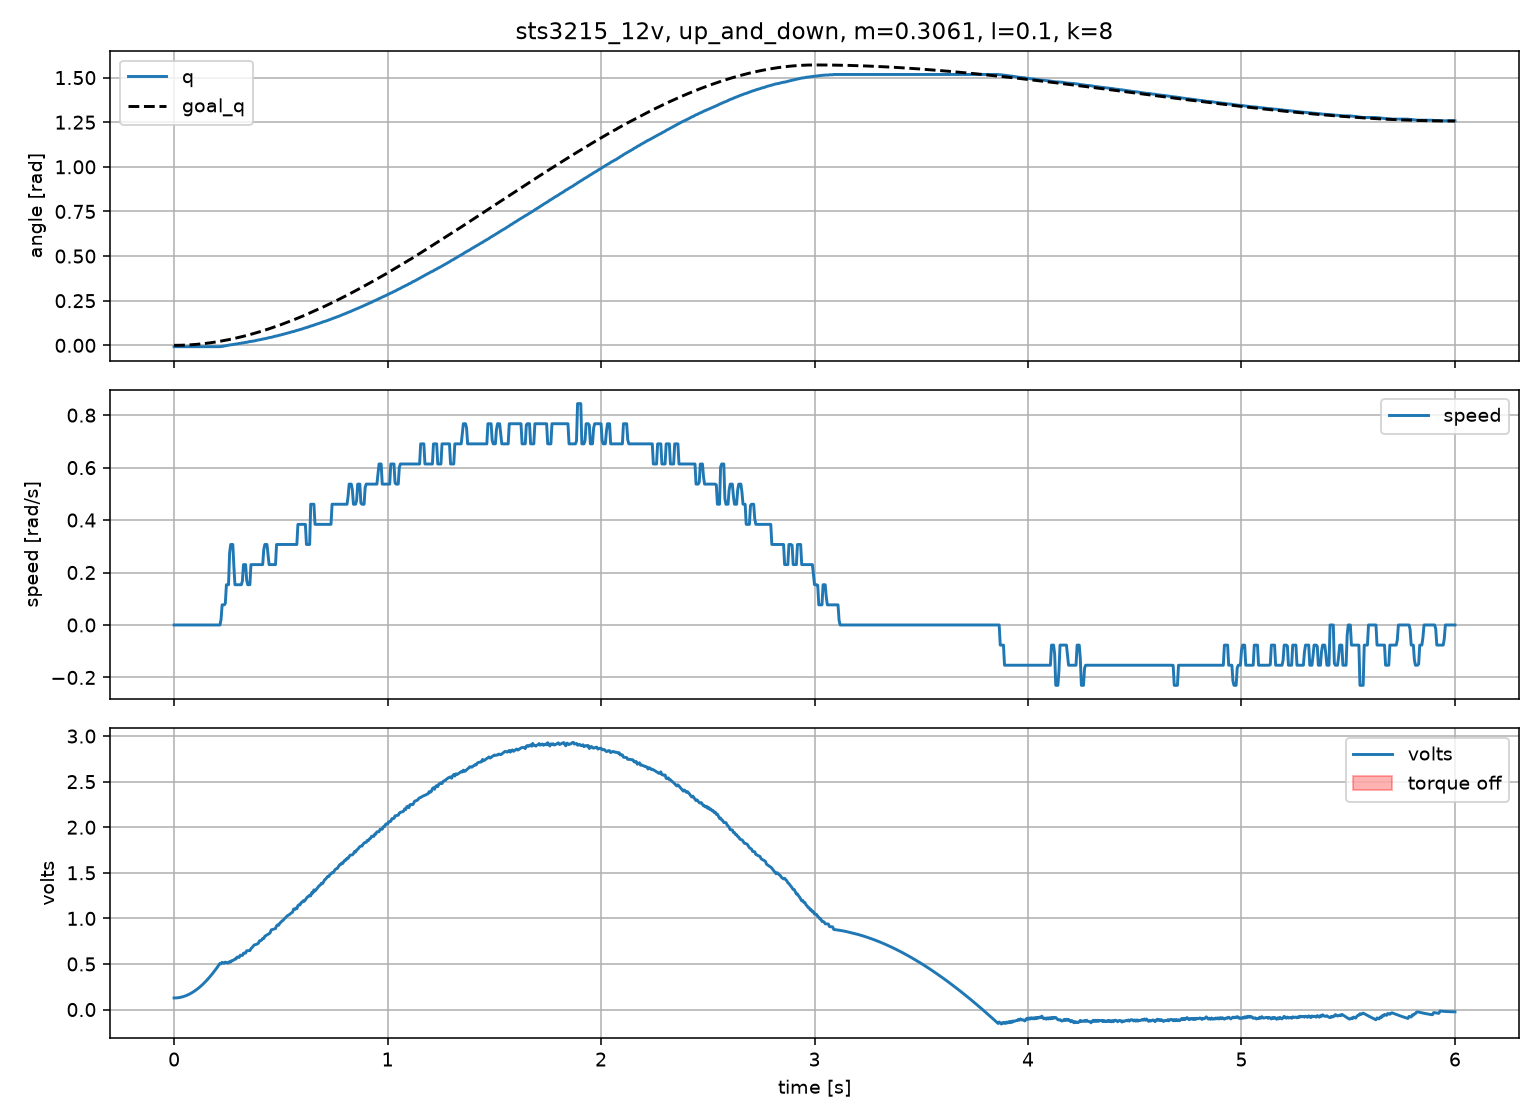 sts3215_12v, up_and_down, m=0.3061, l=0.1, k=8
q
goal_q
1.50
1.25
1.00
0.75
0.50
0.25
0.00
angle [rad]
speed
0.8
0.6
0.4
0.2
0.0
−0.2
speed [rad/s]
volts
torque off
3.0
2.5
2.0
1.5
1.0
0.5
0.0
volts
0
1
2
3
4
5
6
time [s]